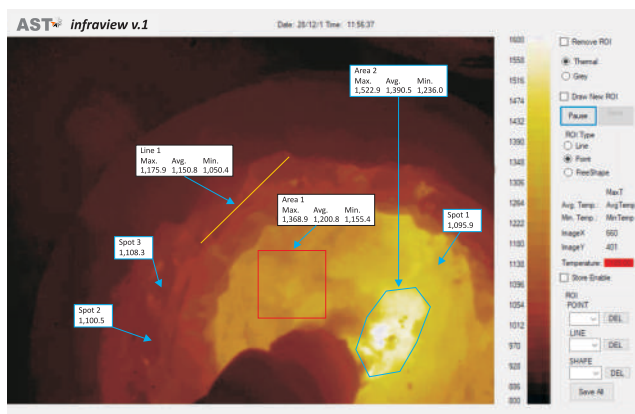 AST infraview v.1
Date: 28/12/1 Time: 11:56:37
Area 2
Max. Avg. Min.
1,522.9 1,390.5 1,236.0
Line 1
Max. Avg. Min.
1,175.9 1,150.8 1,050.4
Area 1
Max. Avg. Min.
1,368.9 1,200.8 1,155.4
Spot 1
1,095.9
Spot 3
1,108.3
Spot 2
1,100.5
1600
1558
1516
1474
1432
1390
1348
1306
1264
1222
1180
1138
1096
1054
1012
970
928
886
800
Remove ROI
Thermal
Grey
Draw New ROI
Pause
ROI Type
Line
Point
FreeShape
MaxT
Avg. Temp.: AvgTemp
Min. Temp.: MinTemp
ImageX 660
ImageY 401
Temperature:
Store Enable
ROI
POINT
DEL
LINE
DEL
SHAPE
DEL
Save All